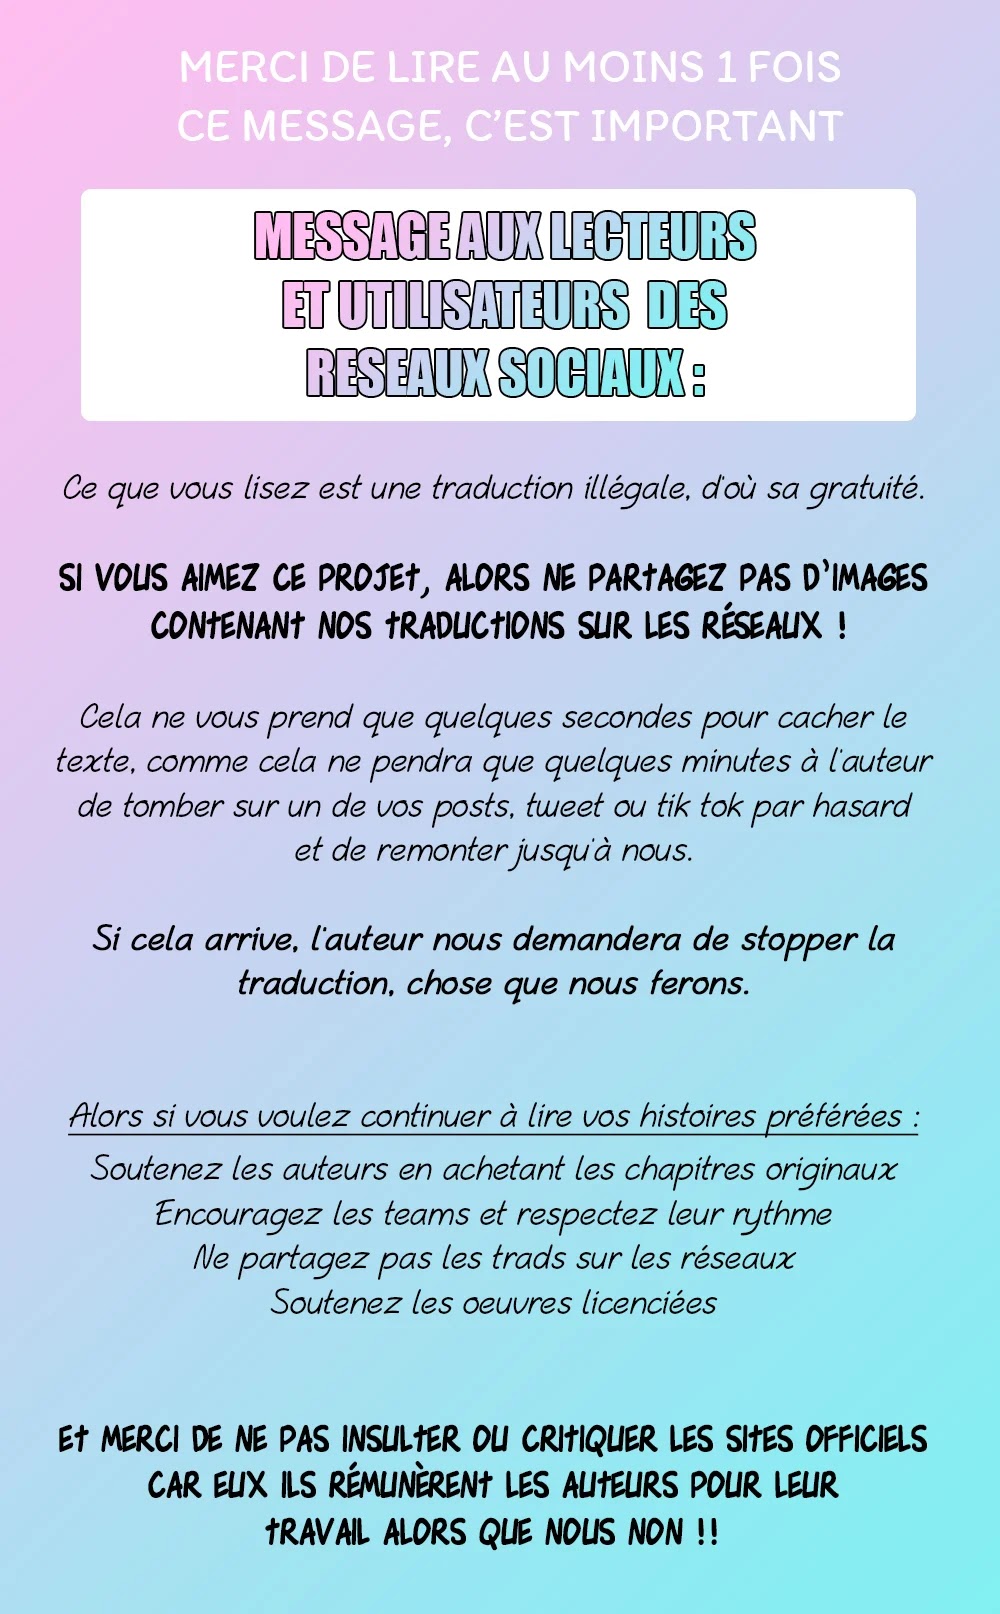 MERCI DE LIRE AU MOINS 1 FOIS
CE MESSAGE, C'EST IMPORTANT
MESSAGE AUX LECTEURS
ET UTILISATEURS DES
RESEAUX SOCIAUX :
Ce que vous lisez est une traduction illégale, d'où sa gratuité.
SI VOUS AIMEZ CE PROJET, ALORS NE PARTAGEZ PAS D'IMAGES
CONTENANT NOS TRADUCTIONS SUR LES RÉSEAUX !
Cela ne vous prend que quelques secondes pour cacher le
texte, comme cela ne pendra que quelques minutes à l'auteur
de tomber sur un de vos posts, tweet ou tik tok par hasard
et de remonter jusqu'à nous.
Si cela arrive, l'auteur nous demandera de stopper la
traduction, chose que nous ferons.
Alors si vous voulez continuer à lire vos histoires préférées :
Soutenez les auteurs en achetant les chapitres originaux
Encouragez les teams et respectez leur rythme
Ne partagez pas les trads sur les réseaux
Soutenez les oeuvres licenciées
ET MERCI DE NE PAS INSULTER OU CRITIQUER LES SITES OFFICIELS
CAR EUX ILS RÉMUNÈRENT LES AUTEURS POUR LEUR
TRAVAIL ALORS QUE NOUS NON !!